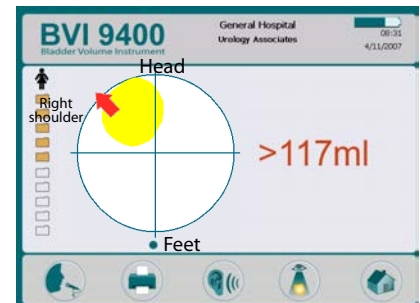 BVI 9400
Bladder Volume Instrument
General Hospital
Urology Associates
08:31
4/11/2007
Head
Right
shoulder
>117ml
Feet